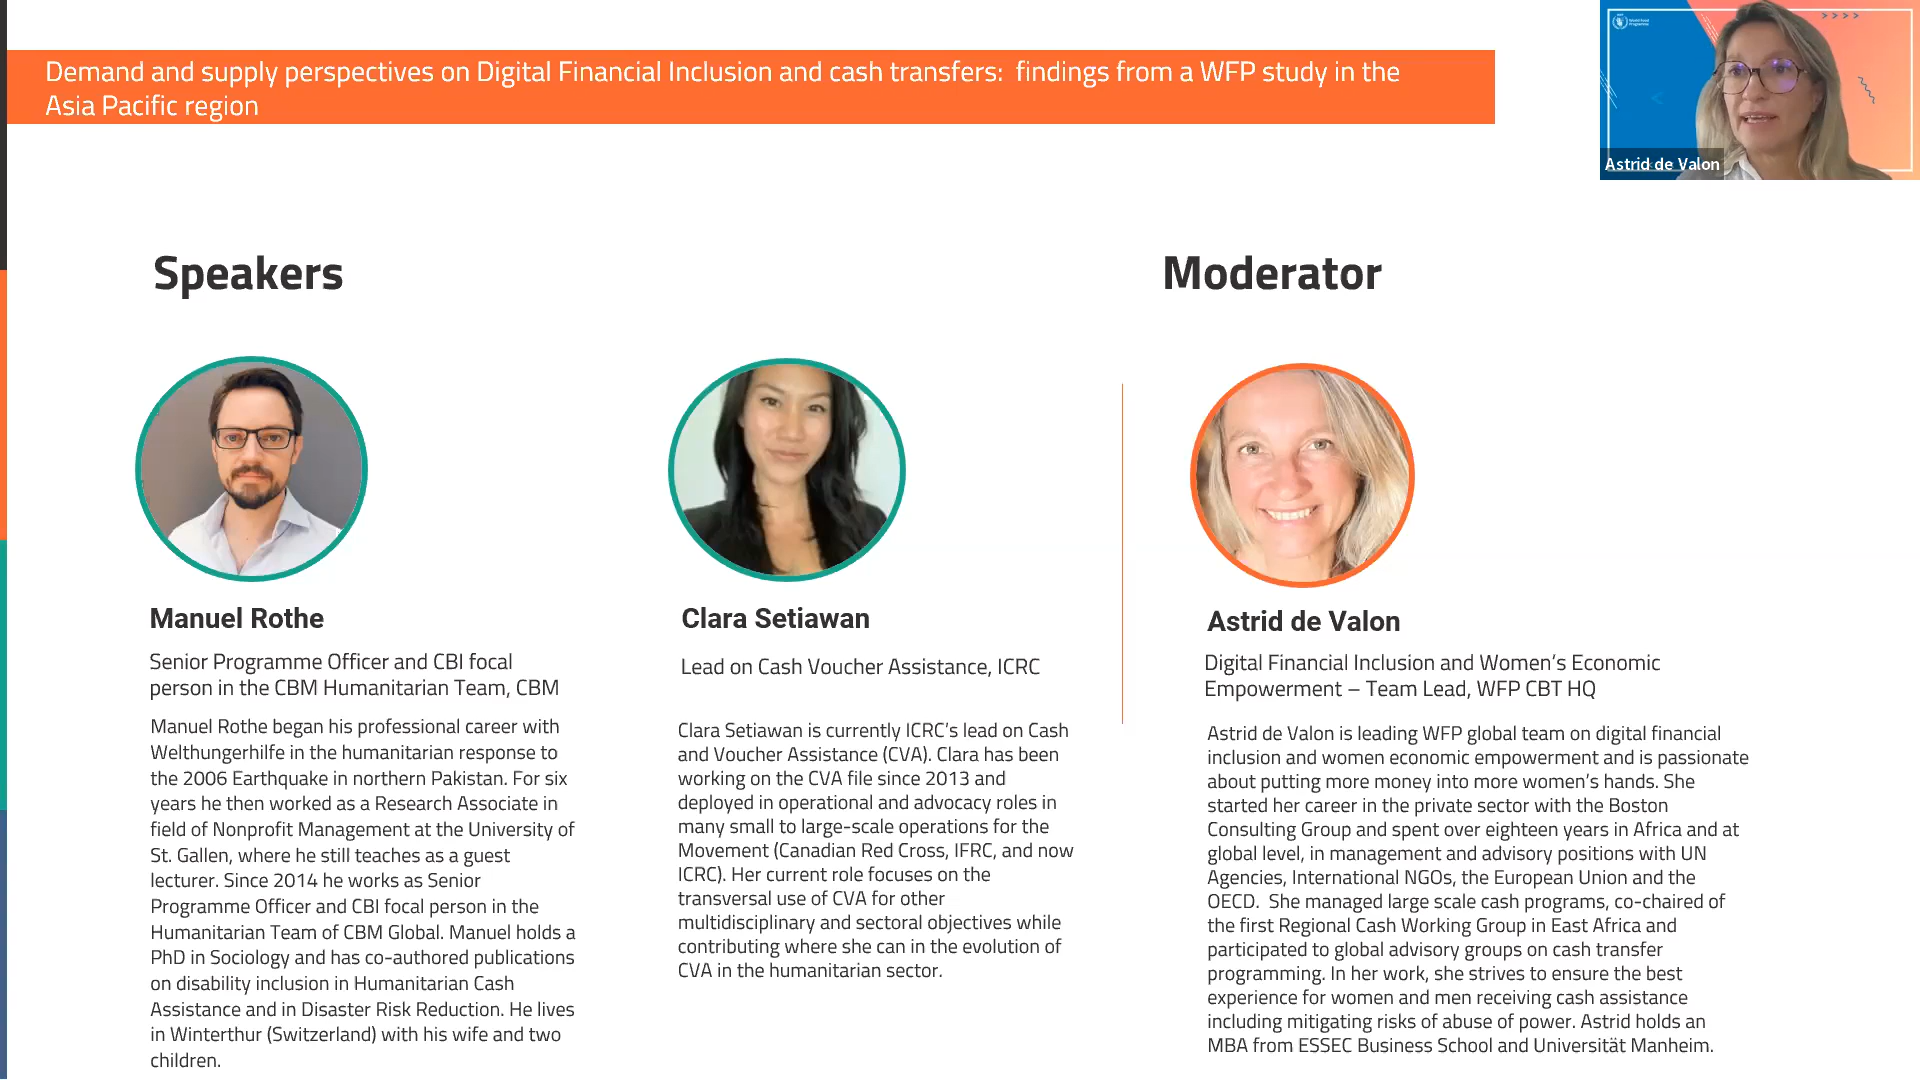 Demand and supply perspectives on Digital Financial Inclusion and cash transfers:  findings from a WFP study in the
Asia Pacific region
World Food
Programme
Astrid de Valon
Speakers
Manuel Rothe
Senior Programme Officer and CBI focal
person in the CBM Humanitarian Team, CBM
Manuel Rothe began his professional career with
Welthungerhilfe in the humanitarian response to
the 2006 Earthquake in northern Pakistan. For six
years he then worked as a Research Associate in
field of Nonprofit Management at the University of
St. Gallen, where he still teaches as a guest
lecturer. Since 2014 he works as Senior
Programme Officer and CBI focal person in the
Humanitarian Team of CBM Global. Manuel holds a
PhD in Sociology and has co-authored publications
on disability inclusion in Humanitarian Cash
Assistance and in Disaster Risk Reduction. He lives
in Winterthur (Switzerland) with his wife and two
children.
Clara Setiawan
Lead on Cash Voucher Assistance, ICRC
Clara Setiawan is currently ICRC's lead on Cash
and Voucher Assistance (CVA). Clara has been
working on the CVA file since 2013 and
deployed in operational and advocacy roles in
many small to large-scale operations for the
Movement (Canadian Red Cross, IFRC, and now
ICRC). Her current role focuses on the
transversal use of CVA for other
multidisciplinary and sectoral objectives while
contributing where she can in the evolution of
CVA in the humanitarian sector.
Moderator
Astrid de Valon
Digital Financial Inclusion and Women's Economic
Empowerment – Team Lead, WFP CBT HQ
Astrid de Valon is leading WFP global team on digital financial
inclusion and women economic empowerment and is passionate
about putting more money into more women's hands. She
started her career in the private sector with the Boston
Consulting Group and spent over eighteen years in Africa and at
global level, in management and advisory positions with UN
Agencies, International NGOs, the European Union and the
OECD.  She managed large scale cash programs, co-chaired of
the first Regional Cash Working Group in East Africa and
participated to global advisory groups on cash transfer
programming. In her work, she strives to ensure the best
experience for women and men receiving cash assistance
including mitigating risks of abuse of power. Astrid holds an
MBA from ESSEC Business School and Universität Manheim.